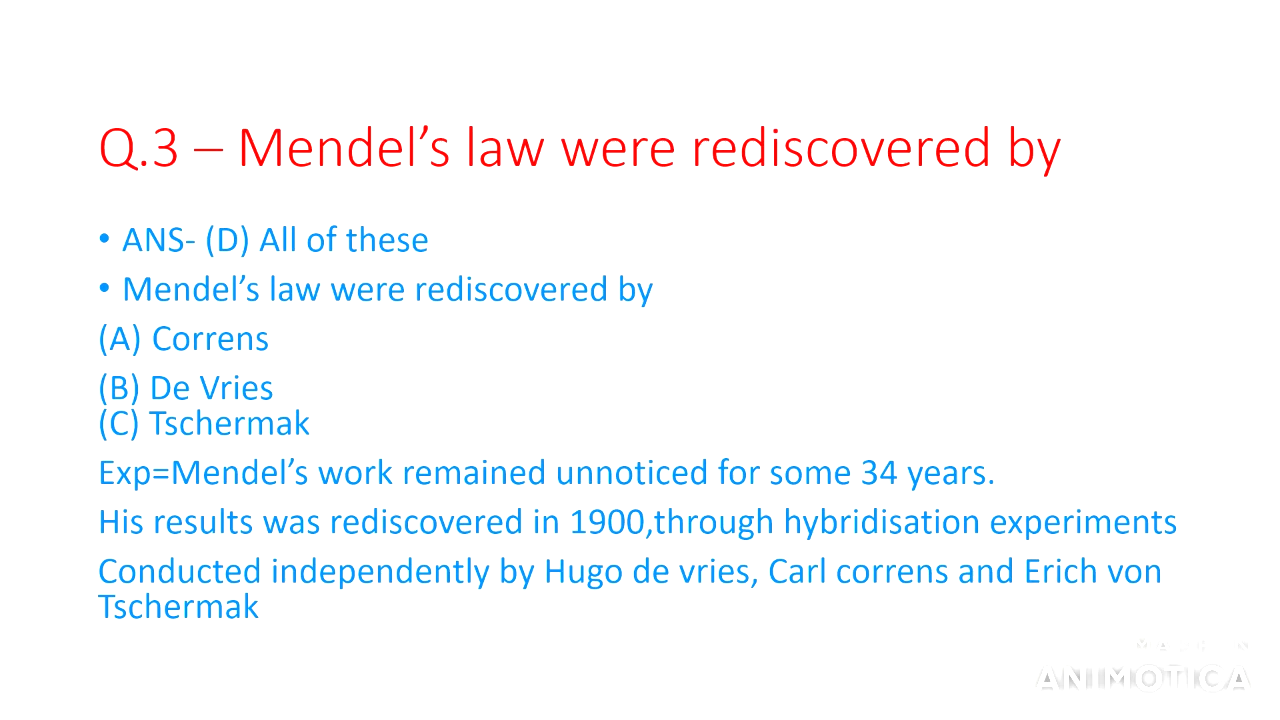 Q.3 – Mendel’s law were rediscovered by
• ANS- (D) All of these
• Mendel’s law were rediscovered by
(A) Correns
(B) De Vries
(C) Tschermak
Exp=Mendel’s work remained unnoticed for some 34 years.
His results was rediscovered in 1900,through hybridisation experiments
Conducted independently by Hugo de vries, Carl correns and Erich von
Tschermak
ANIMOTICA